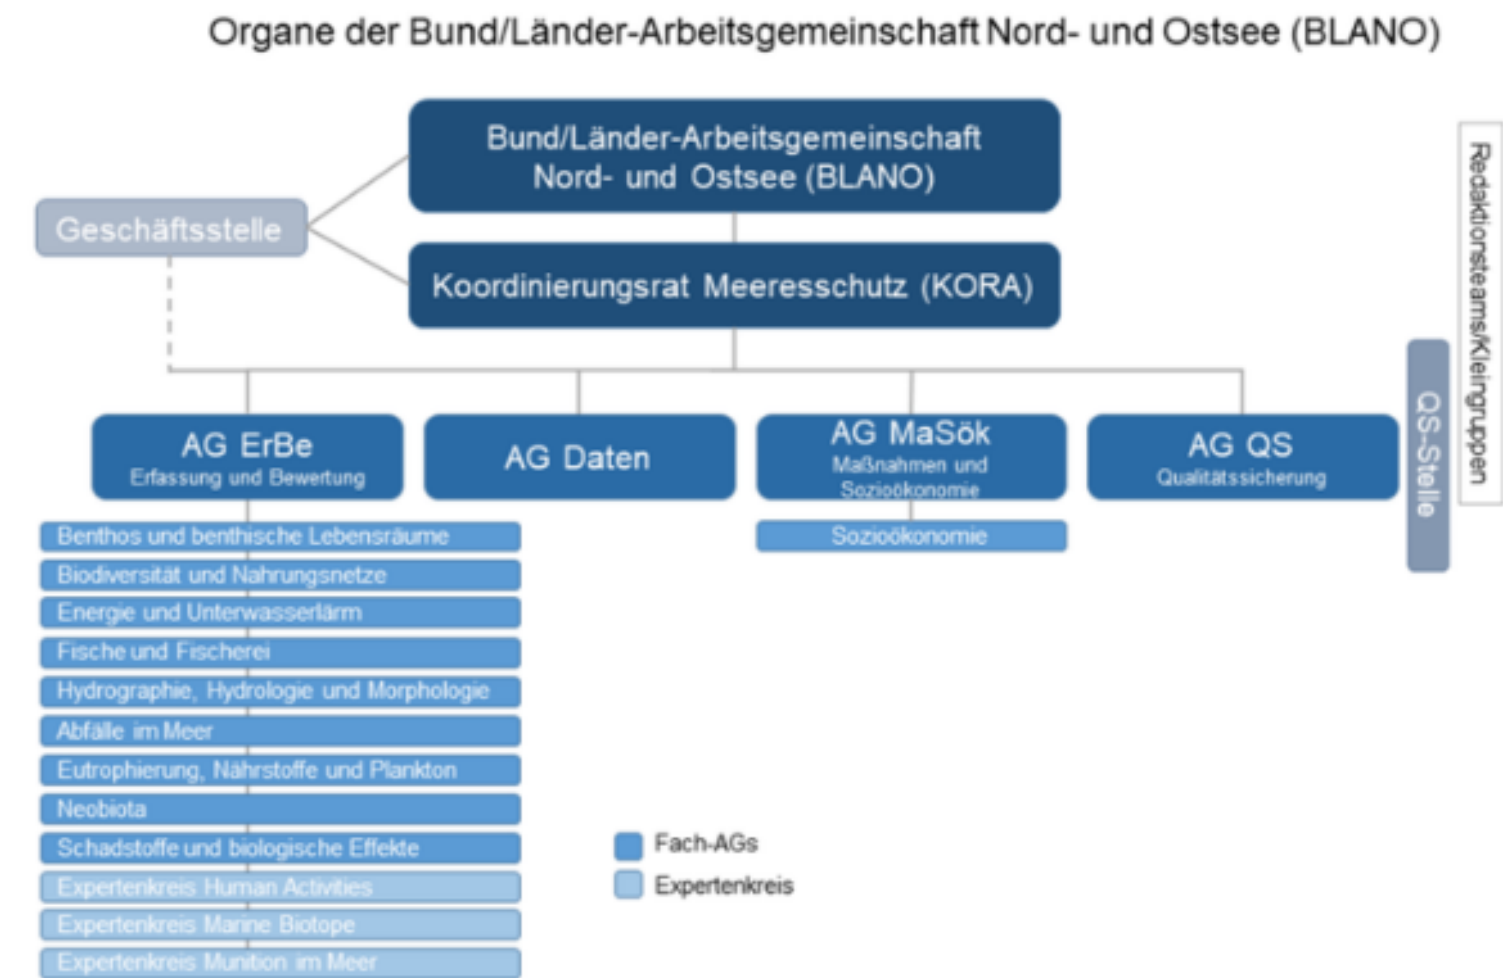 Organe der Bund/Länder-Arbeitsgemeinschaft Nord- und Ostsee (BLANO)
Bund/Länder-Arbeitsgemeinschaft
Nord- und Ostsee (BLANO)
Geschäftsstelle
Koordinierungsrat Meeresschutz (KORA)
Redaktionsteams/Kleingruppen
QS-Stelle
AG ErBe
Erfassung und Bewertung
AG Daten
AG MaSök
Maßnahmen und
Sozioökonomie
AG QS
Qualitätssicherung
Benthos und benthische Lebensräume
Biodiversität und Nahrungsnetze
Energie und Unterwasserlärm
Fische und Fischerei
Hydrographie, Hydrologie und Morphologie
Abfälle im Meer
Eutrophierung, Nährstoffe und Plankton
Neobiota
Schadstoffe und biologische Effekte
Expertenkreis Human Activities
Expertenkreis Marine Biotope
Expertenkreis Munition im Meer
Sozioökonomie
Fach-AGs
Expertenkreis